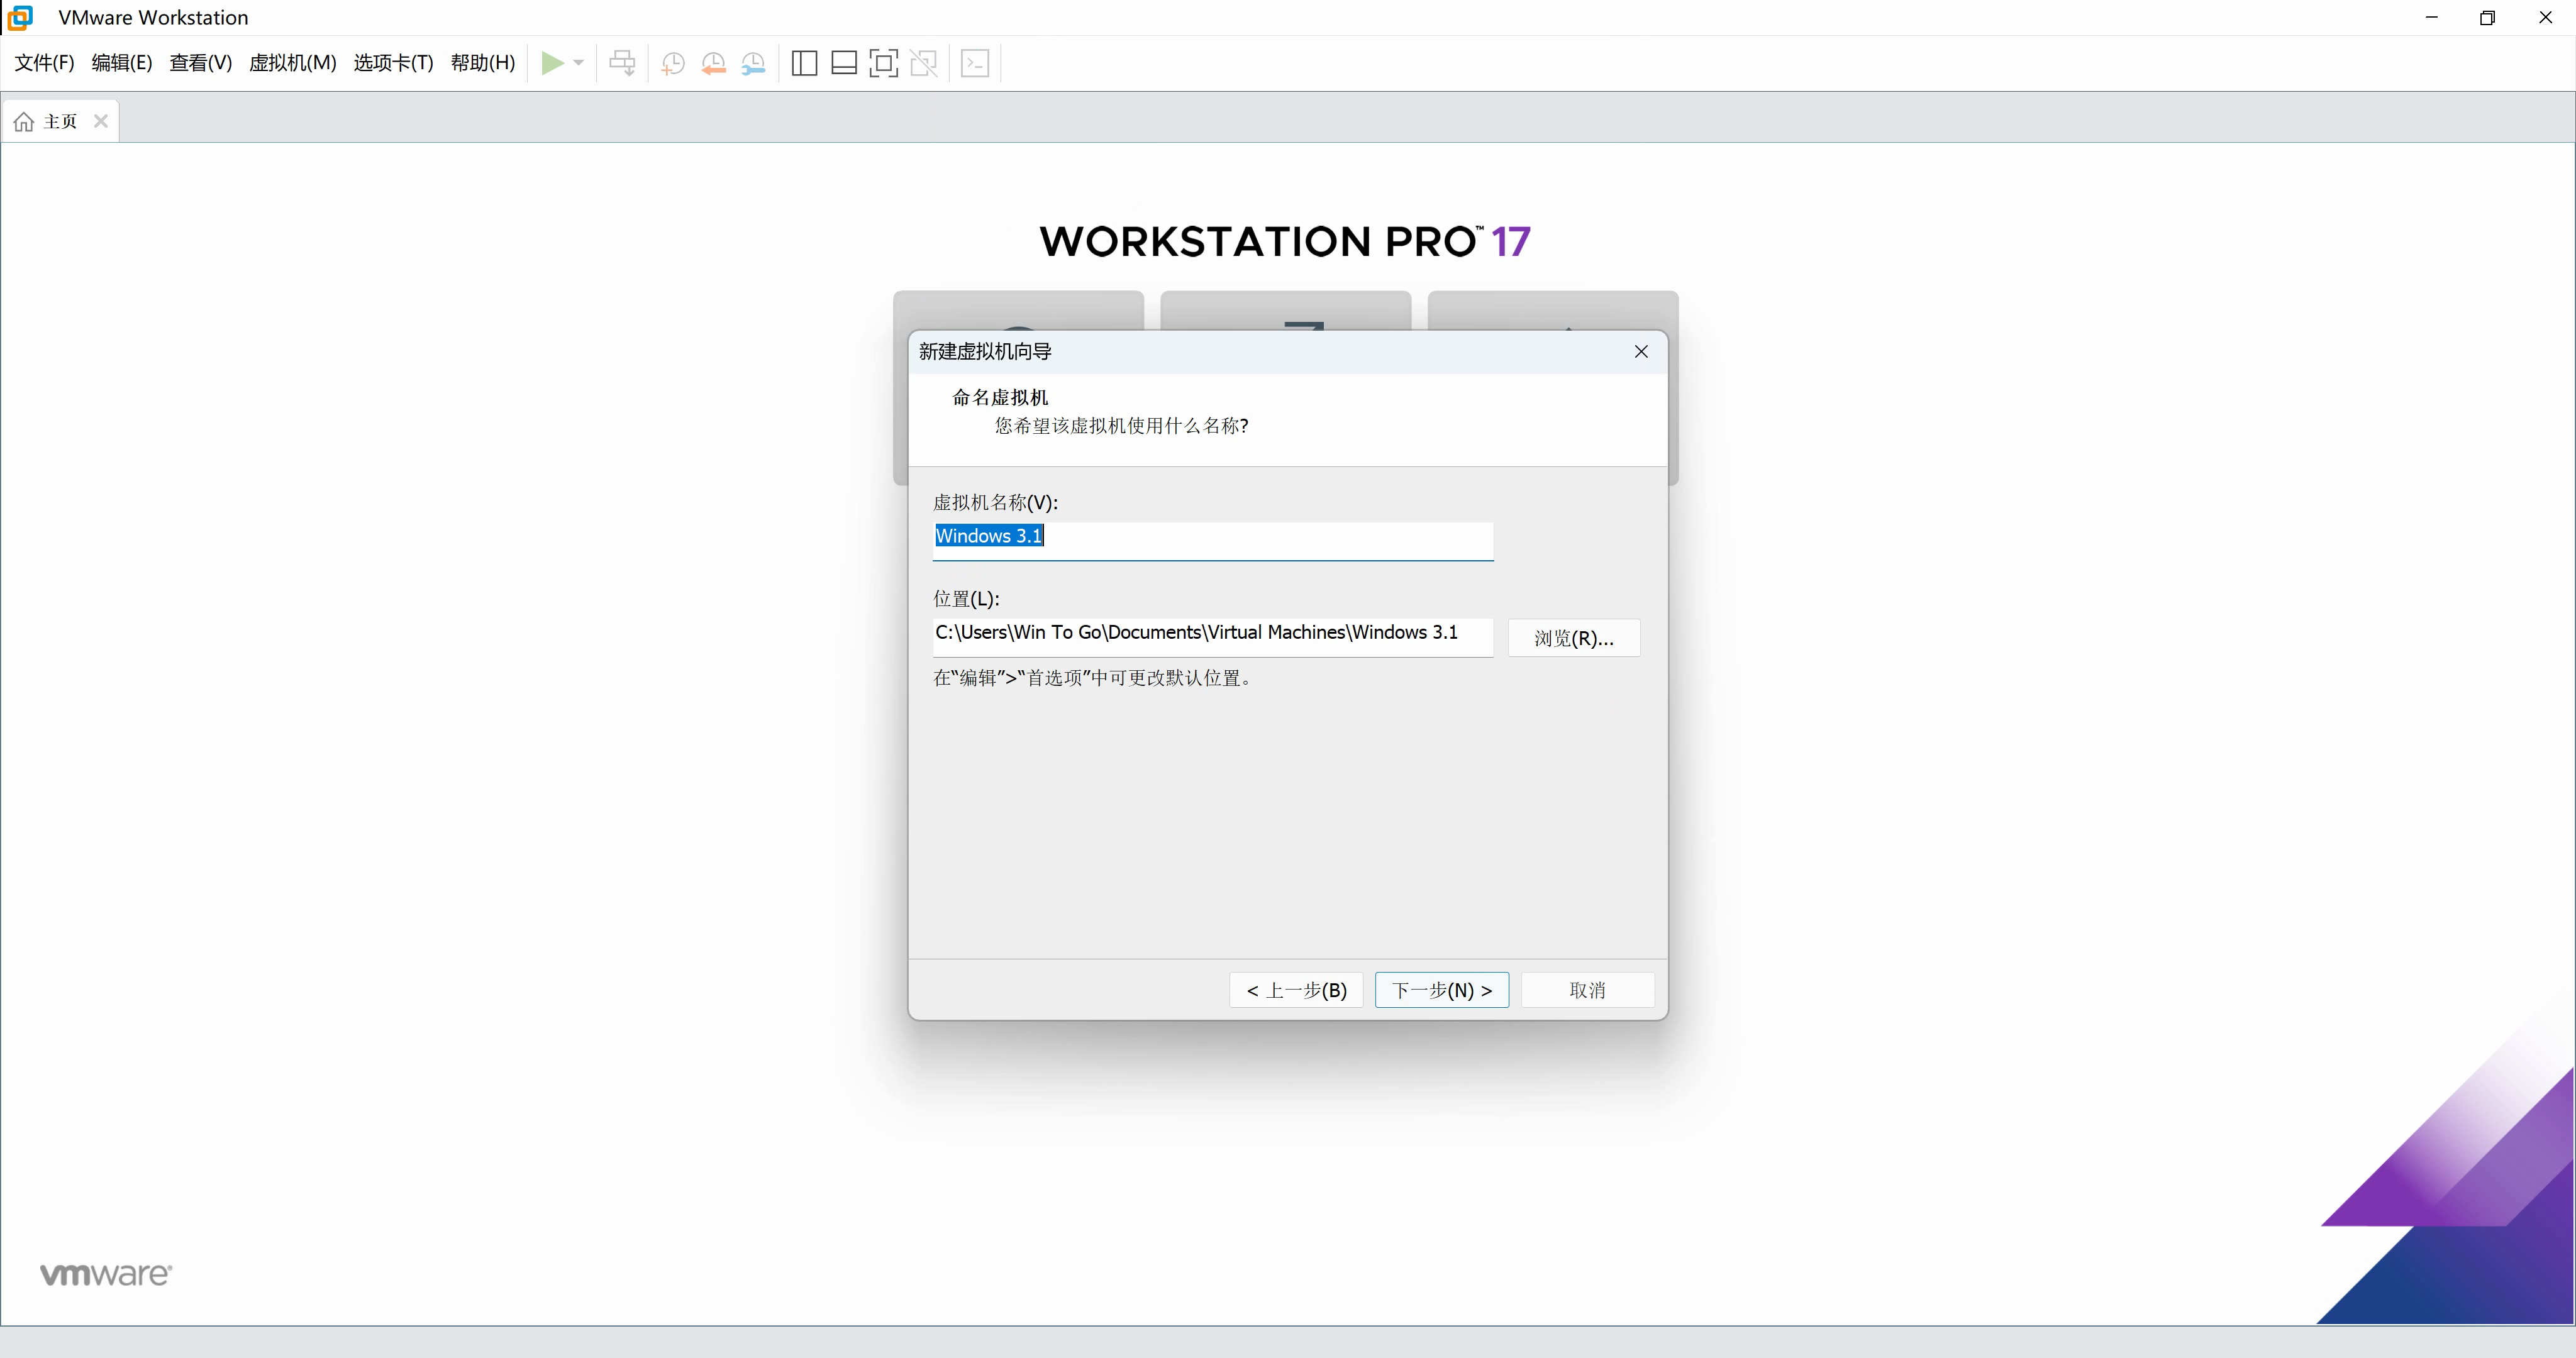 VMware Workstation
文件(F) 编辑(E) 查看(V) 虚拟机(M) 选项卡(T) 帮助(H)
主页
WORKSTATION PRO™ 17
新建虚拟机向导
命名虚拟机
您希望该虚拟机使用什么名称?
虚拟机名称(V):
Windows 3.1
位置(L):
C:\Users\Win To Go\Documents\Virtual Machines\Windows 3.1
浏览(R)...
在"编辑">"首选项"中可更改默认位置。
< 上一步(B) 下一步(N) > 取消
vmware®